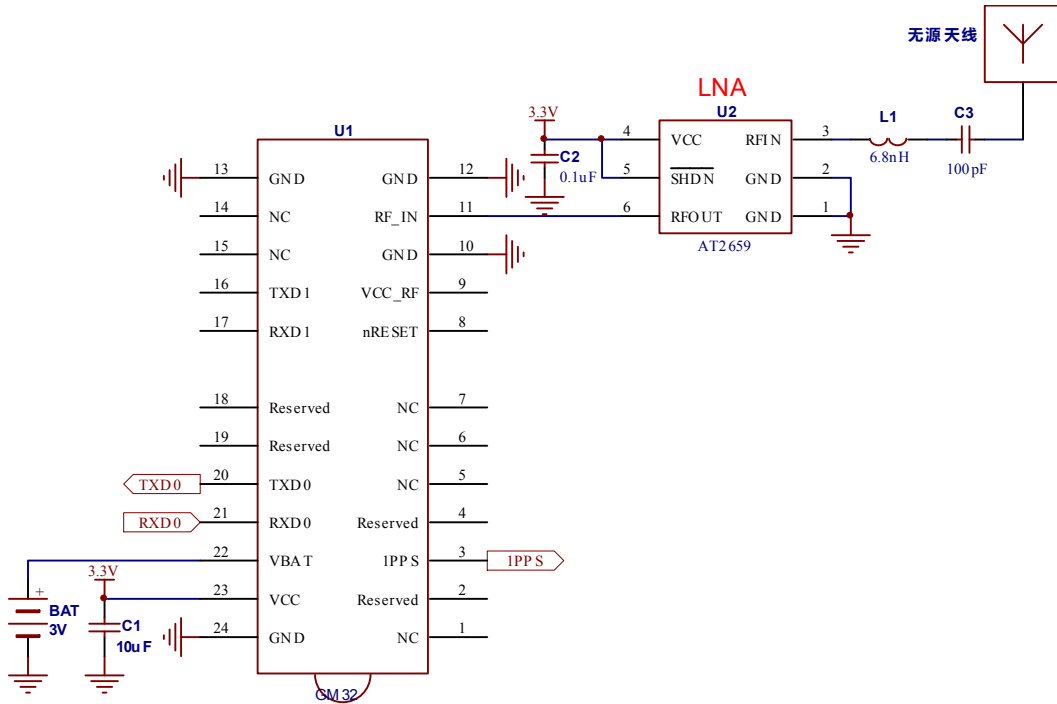 无源天线
LNA
U2
L1
C3
3.3V
4
VCC
RFIN
3
C2
0.1uF
6.8nH
100pF
5
SHDN
GND
2
6
RFOUT
GND
1
AT2659
U1
13
GND
GND
12
14
NC
RF_IN
11
15
NC
GND
10
16
TXD1
VCC_RF
9
17
RXD1
nRESET
8
18
Reserved
NC
7
19
Reserved
NC
6
TXD0
20
TXD0
NC
5
RXD0
21
RXD0
Reserved
4
22
VBAT
1PPS
3
1PPS
3.3V
23
VCC
Reserved
2
+
BAT
3V
C1
10uF
24
GND
NC
1
GM32